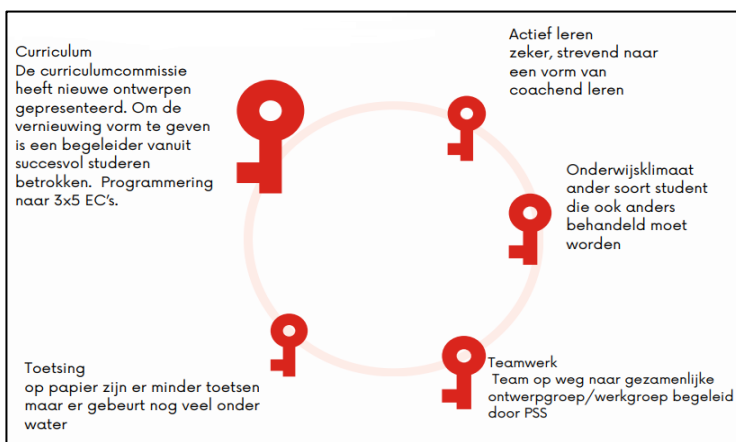 Curriculum
De curriculumcommissie
heeft nieuwe ontwerpen
gepresenteerd. Om de
vernieuwing vorm te geven
is een begeleider vanuit
succesvol studeren
betrokken. Programmering
naar 3x5 EC's.
Actief leren
zeker, strevend naar
een vorm van
coachend leren
Onderwijsklimaat
ander soort student
die ook anders
behandeld moet
worden
Teamwerk
Team op weg naar gezamenlijke
ontwerpgroep/werkgroep begeleid
door PSS
Toetsing
op papier zijn er minder toetsen
maar er gebeurt nog veel onder
water